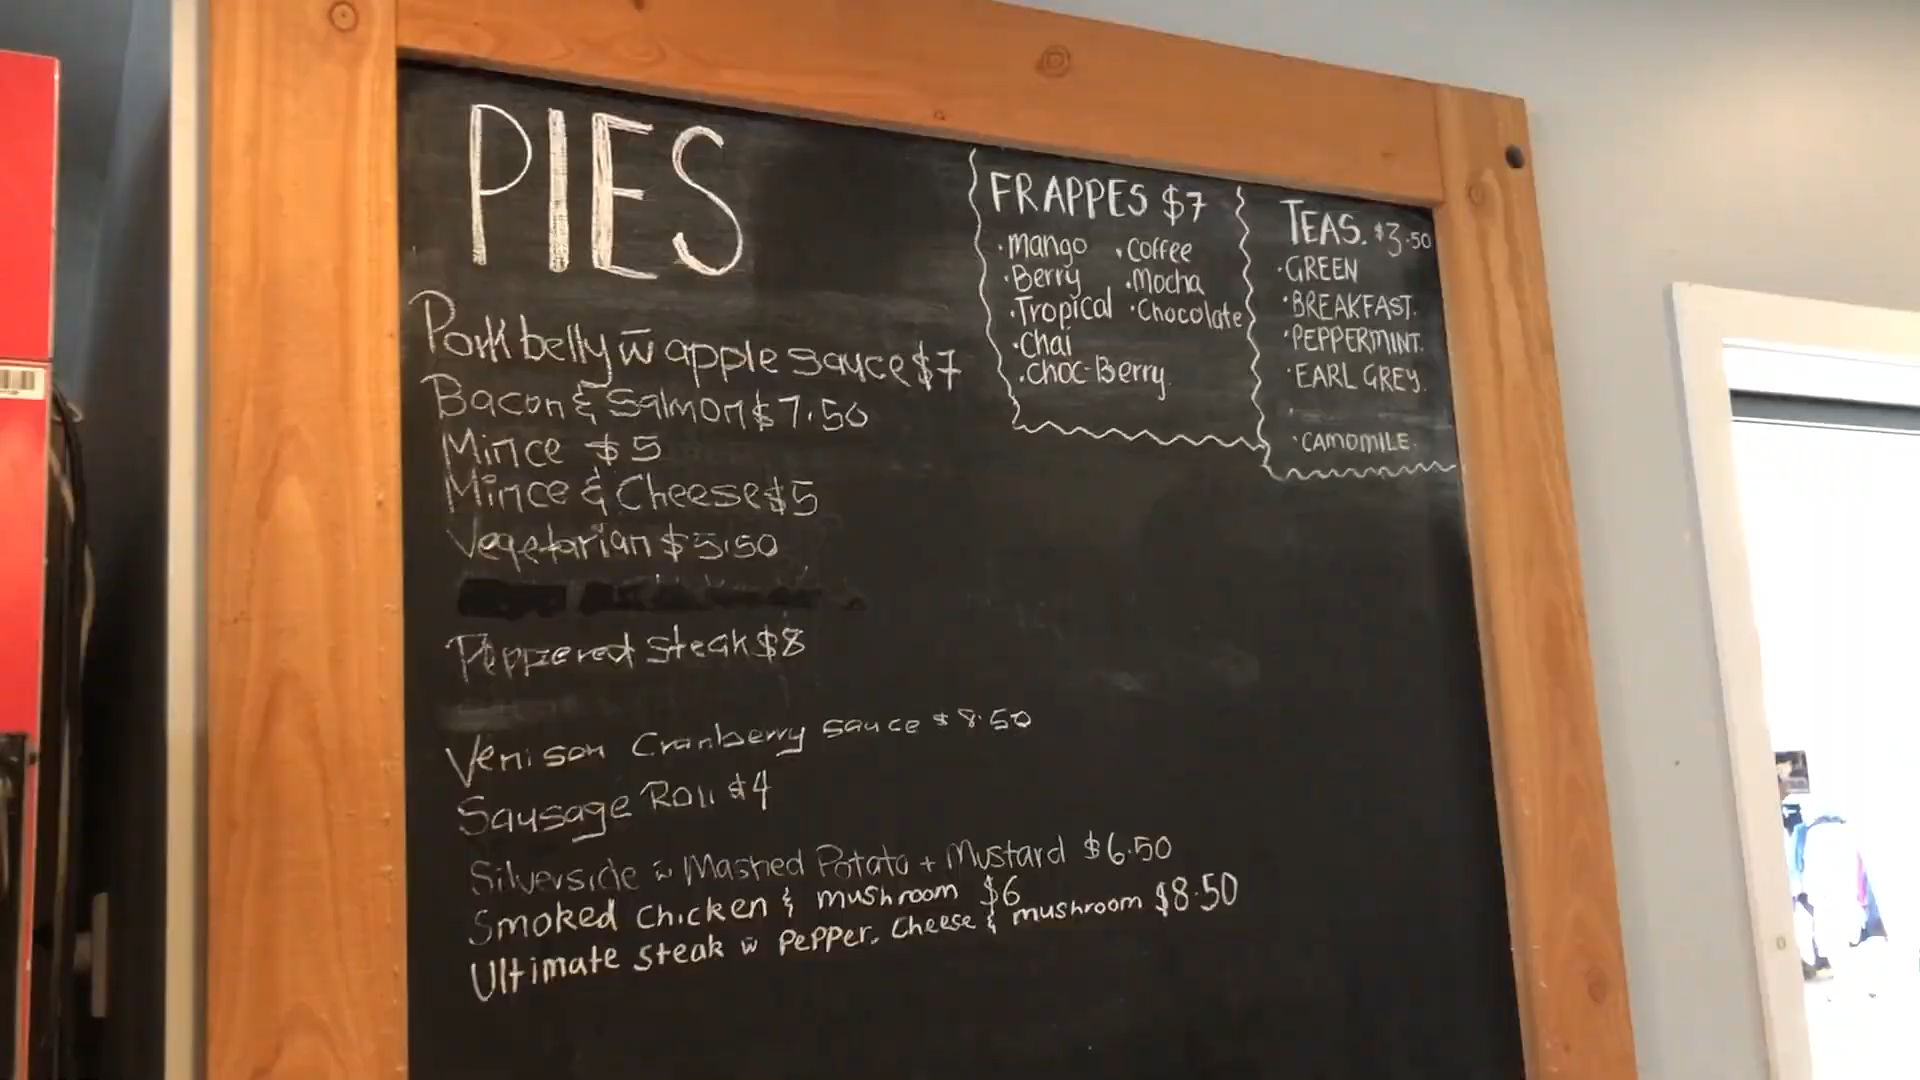 PIES
Pork belly w̄ apple sauce $7
Bacon & Salmon $7.50
Mince $5
Mince & Cheese $5
Vegetarian $5.50
Peppered steak $8
Venison Cranberry sauce $8.50
Sausage Roll $4
Silverside w̄ Mashed Potato + Mustard $6.50
Smoked Chicken & mushroom $6
Ultimate steak w̄ Pepper, Cheese & mushroom $8.50
FRAPPES $7
·Mango
·Berry
·Tropical
·Chai
·Choc-Berry
·Coffee
·Mocha
·Chocolate
TEAS. $3.50
·GREEN
·BREAKFAST.
·PEPPERMINT.
·EARL GREY.
·CAMOMILE.